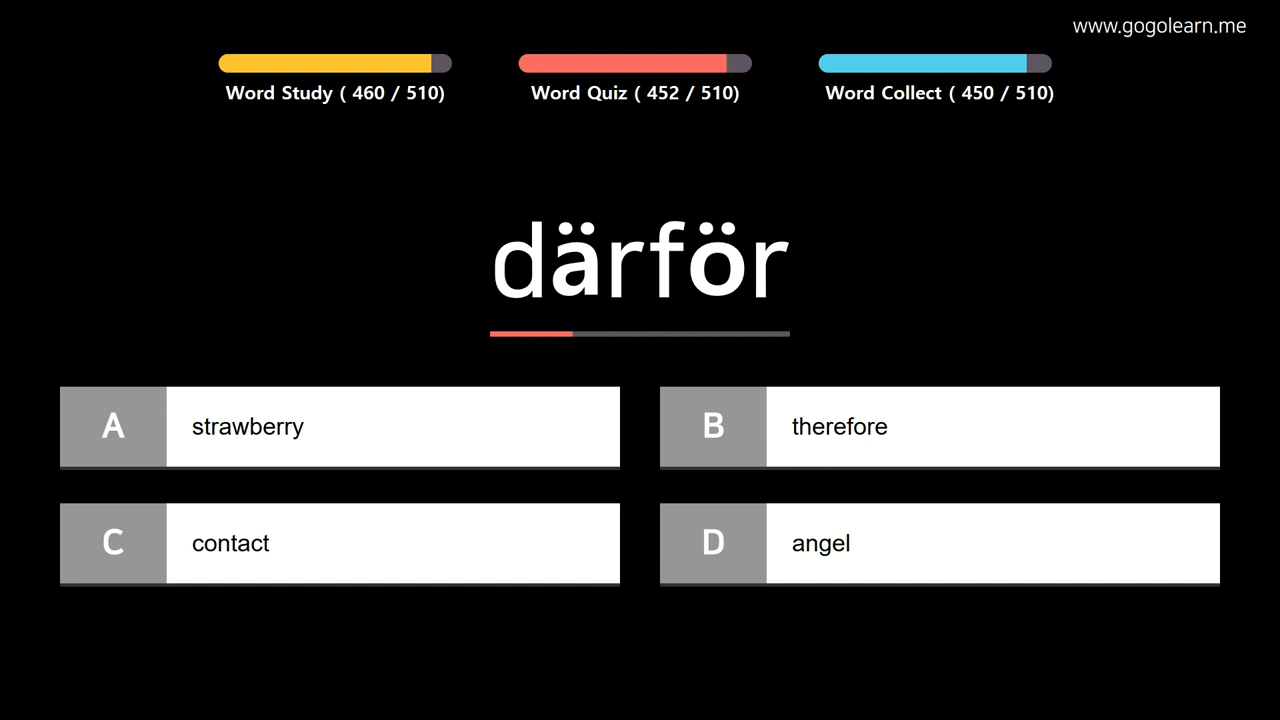 www.gogolearn.me
Word Study ( 460 / 510)
Word Quiz ( 452 / 510)
Word Collect ( 450 / 510)
därför
A strawberry
B therefore
C contact
D angel